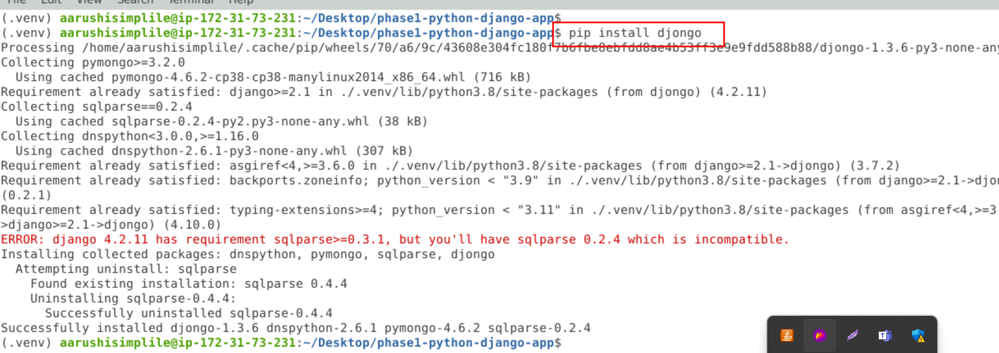 File Edit View Search Terminal Help
(.venv) aarushisimplile@ip-172-31-73-231:~/Desktop/phase1-python-django-app$
(.venv) aarushisimplile@ip-172-31-73-231:~/Desktop/phase1-python-django-app$ pip install djongo
Processing /home/aarushisimplile/.cache/pip/wheels/70/a6/9c/43608e304fc180f7b6fbe8ebfdd8ae4b53ff3e9e9fdd588b88/djongo-1.3.6-py3-none-any
Collecting pymongo>=3.2.0
  Using cached pymongo-4.6.2-cp38-cp38-manylinux2014_x86_64.whl (716 kB)
Requirement already satisfied: django>=2.1 in ./.venv/lib/python3.8/site-packages (from djongo) (4.2.11)
Collecting sqlparse==0.2.4
  Using cached sqlparse-0.2.4-py2.py3-none-any.whl (38 kB)
Collecting dnspython<3.0.0,>=1.16.0
  Using cached dnspython-2.6.1-py3-none-any.whl (307 kB)
Requirement already satisfied: asgiref<4,>=3.6.0 in ./.venv/lib/python3.8/site-packages (from django>=2.1->djongo) (3.7.2)
Requirement already satisfied: backports.zoneinfo; python_version < "3.9" in ./.venv/lib/python3.8/site-packages (from django>=2.1->djon
(0.2.1)
Requirement already satisfied: typing-extensions>=4; python_version < "3.11" in ./.venv/lib/python3.8/site-packages (from asgiref<4,>=3
>django>=2.1->djongo) (4.10.0)
ERROR: django 4.2.11 has requirement sqlparse>=0.3.1, but you'll have sqlparse 0.2.4 which is incompatible.
Installing collected packages: dnspython, pymongo, sqlparse, djongo
  Attempting uninstall: sqlparse
    Found existing installation: sqlparse 0.4.4
    Uninstalling sqlparse-0.4.4:
      Successfully uninstalled sqlparse-0.4.4
Successfully installed djongo-1.3.6 dnspython-2.6.1 pymongo-4.6.2 sqlparse-0.2.4
(.venv) aarushisimplile@ip-172-31-73-231:~/Desktop/phase1-python-django-app$